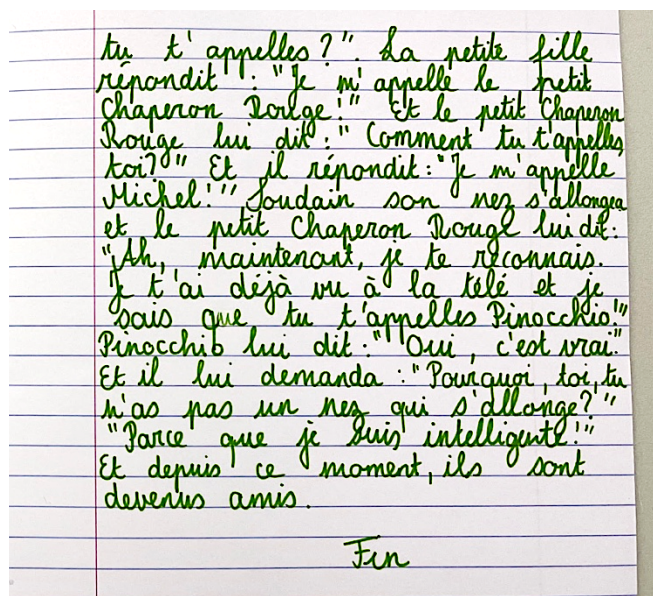 tu t'appelles ?". La petite fille
répondit : "Je m'appelle le petit
Chaperon Rouge !" Et le petit Chaperon
Rouge lui dit : "Comment tu t'appelles
toi ?" Et il répondit : "Je m'appelle
Michel !" Soudain son nez s'allongea
et le petit Chaperon Rouge lui dit :
"Ah, maintenant, je te reconnais.
Je t'ai déjà vu à la télé et je
sais que tu t'appelles Pinocchio !"
Pinocchio lui dit : "Oui, c'est vrai."
Et il lui demanda : "Pourquoi, toi, tu
n'as pas un nez qui s'allonge ?"
"Parce que je suis intelligente !"
Et depuis ce moment, ils sont
devenus amis.
Fin